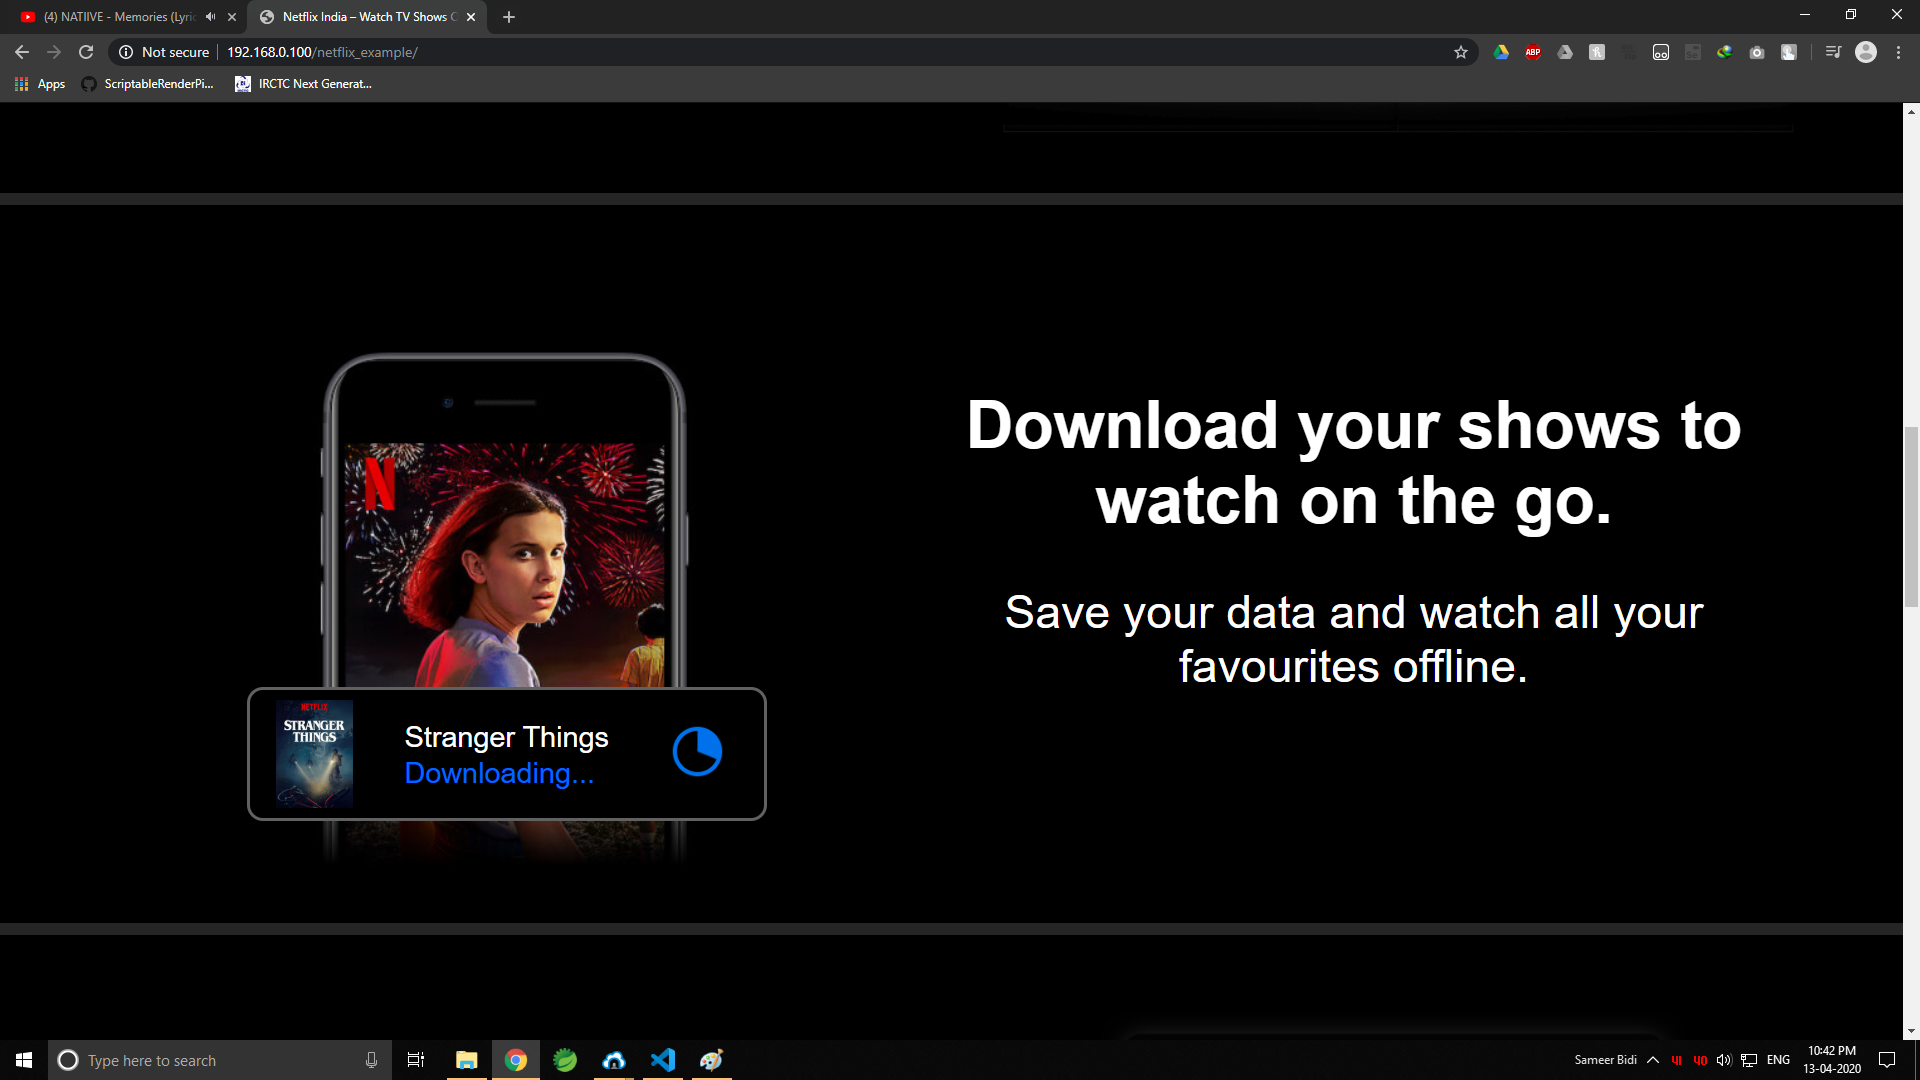 (4) NATIIVE - Memories (Lyric
Netflix India – Watch TV Shows O
Not secure
192.168.0.100/netflix_example/
ABP
Apps
ScriptableRenderPi...
IRCTC Next Generat...
Download your shows to
watch on the go.
Save your data and watch all your
favourites offline.
N
NETFLIX
STRANGER
THINGS
Stranger Things
Downloading...
Type here to search
Sameer Bidi
41
40
ENG
10:42 PM
13-04-2020